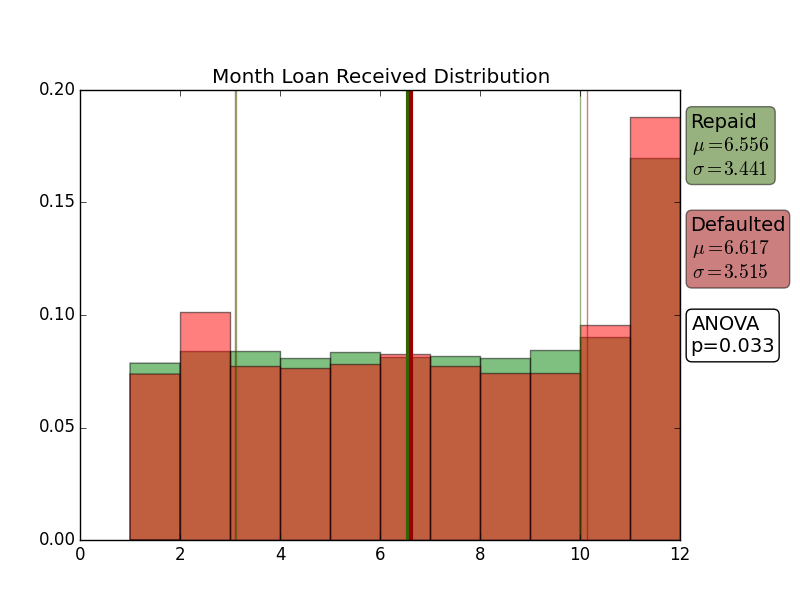 Month Loan Received Distribution
0.20
0.15
0.10
0.05
0.00
0 2 4 6 8 10 12
Repaid
μ=6.556
σ=3.441
Defaulted
μ=6.617
σ=3.515
ANOVA
p=0.033